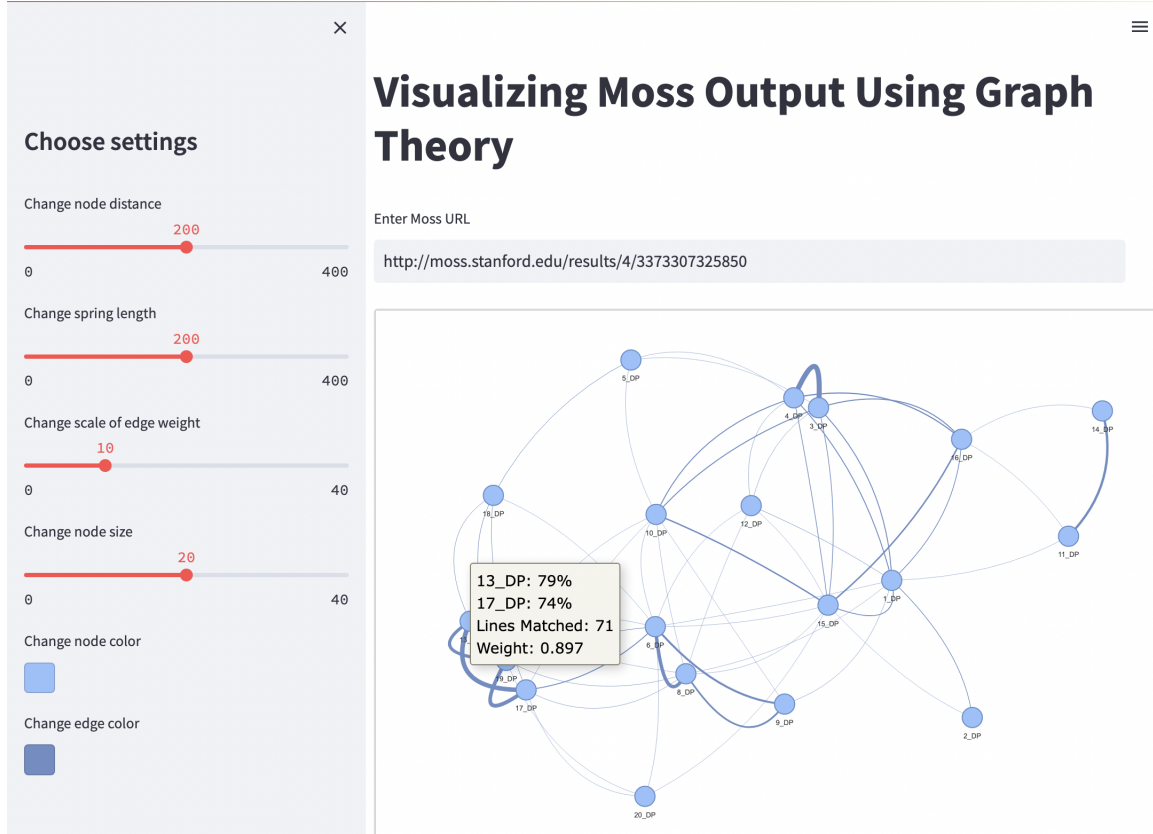 ×
Choose settings
Change node distance
200
0 400
Change spring length
200
0 400
Change scale of edge weight
10
0 40
Change node size
20
0 40
Change node color
Change edge color
Visualizing Moss Output Using Graph
Theory
Enter Moss URL
http://moss.stanford.edu/results/4/3373307325850
5_DP
4_DP
3_DP
14_DP
16_DP
18_DP
12_DP
10_DP
11_DP
13_DP: 79%
17_DP: 74%
Lines Matched: 71
Weight: 0.897
1_DP
15_DP
6_DP
19_DP
8_DP
17_DP
9_DP
2_DP
20_DP